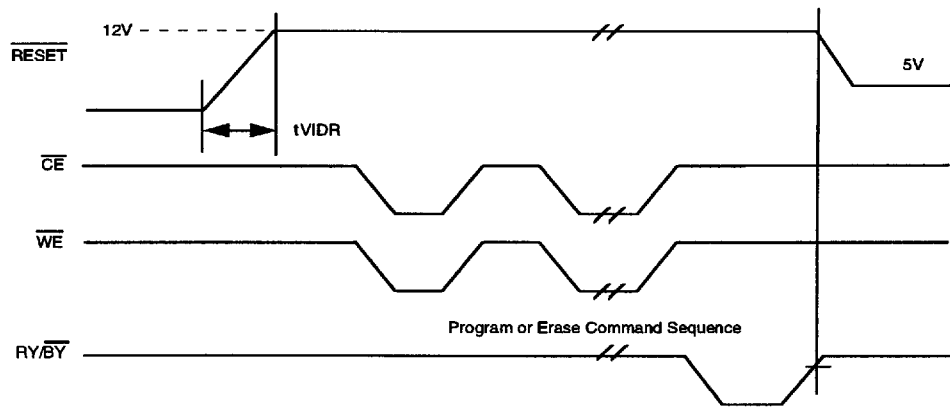 12V
RESET
5V
tVIDR
CE
WE
Program or Erase Command Sequence
RY/BY